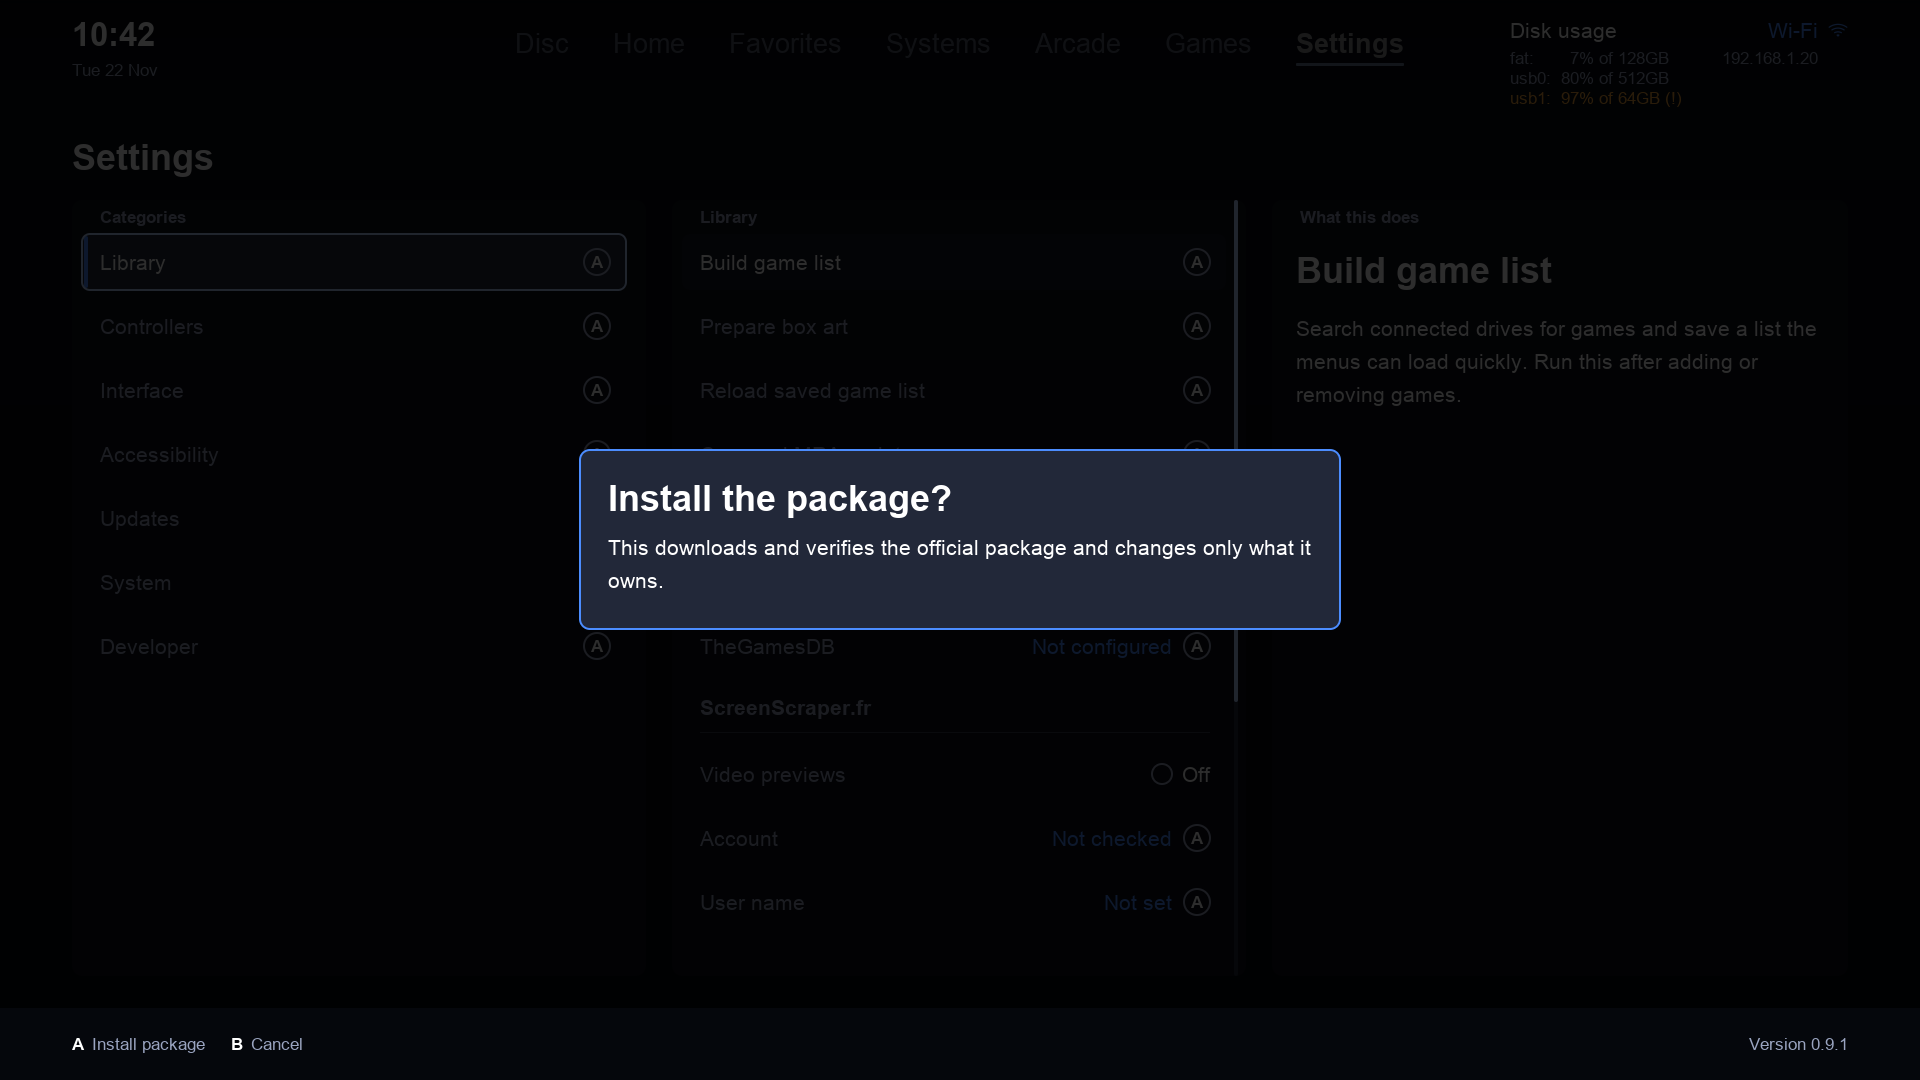 10:42
Tue 22 Nov
Disc Home Favorites Systems Arcade Games Settings
Disk usage
fat: 7% of 128GB
usb0: 80% of 512GB
usb1: 97% of 64GB (!)
Wi-Fi
192.168.1.20
Settings
Categories
Library A
Controllers A
Interface A
Accessibility
Updates
System
Developer A
Library
Build game list A
Prepare box art A
Reload saved game list A
TheGamesDB Not configured A
ScreenScraper.fr
Video previews Off
Account Not checked A
User name Not set A
What this does
Build game list
Search connected drives for games and save a list the
menus can load quickly. Run this after adding or
removing games.
Install the package?
This downloads and verifies the official package and changes only what it
owns.
A Install package B Cancel
Version 0.9.1